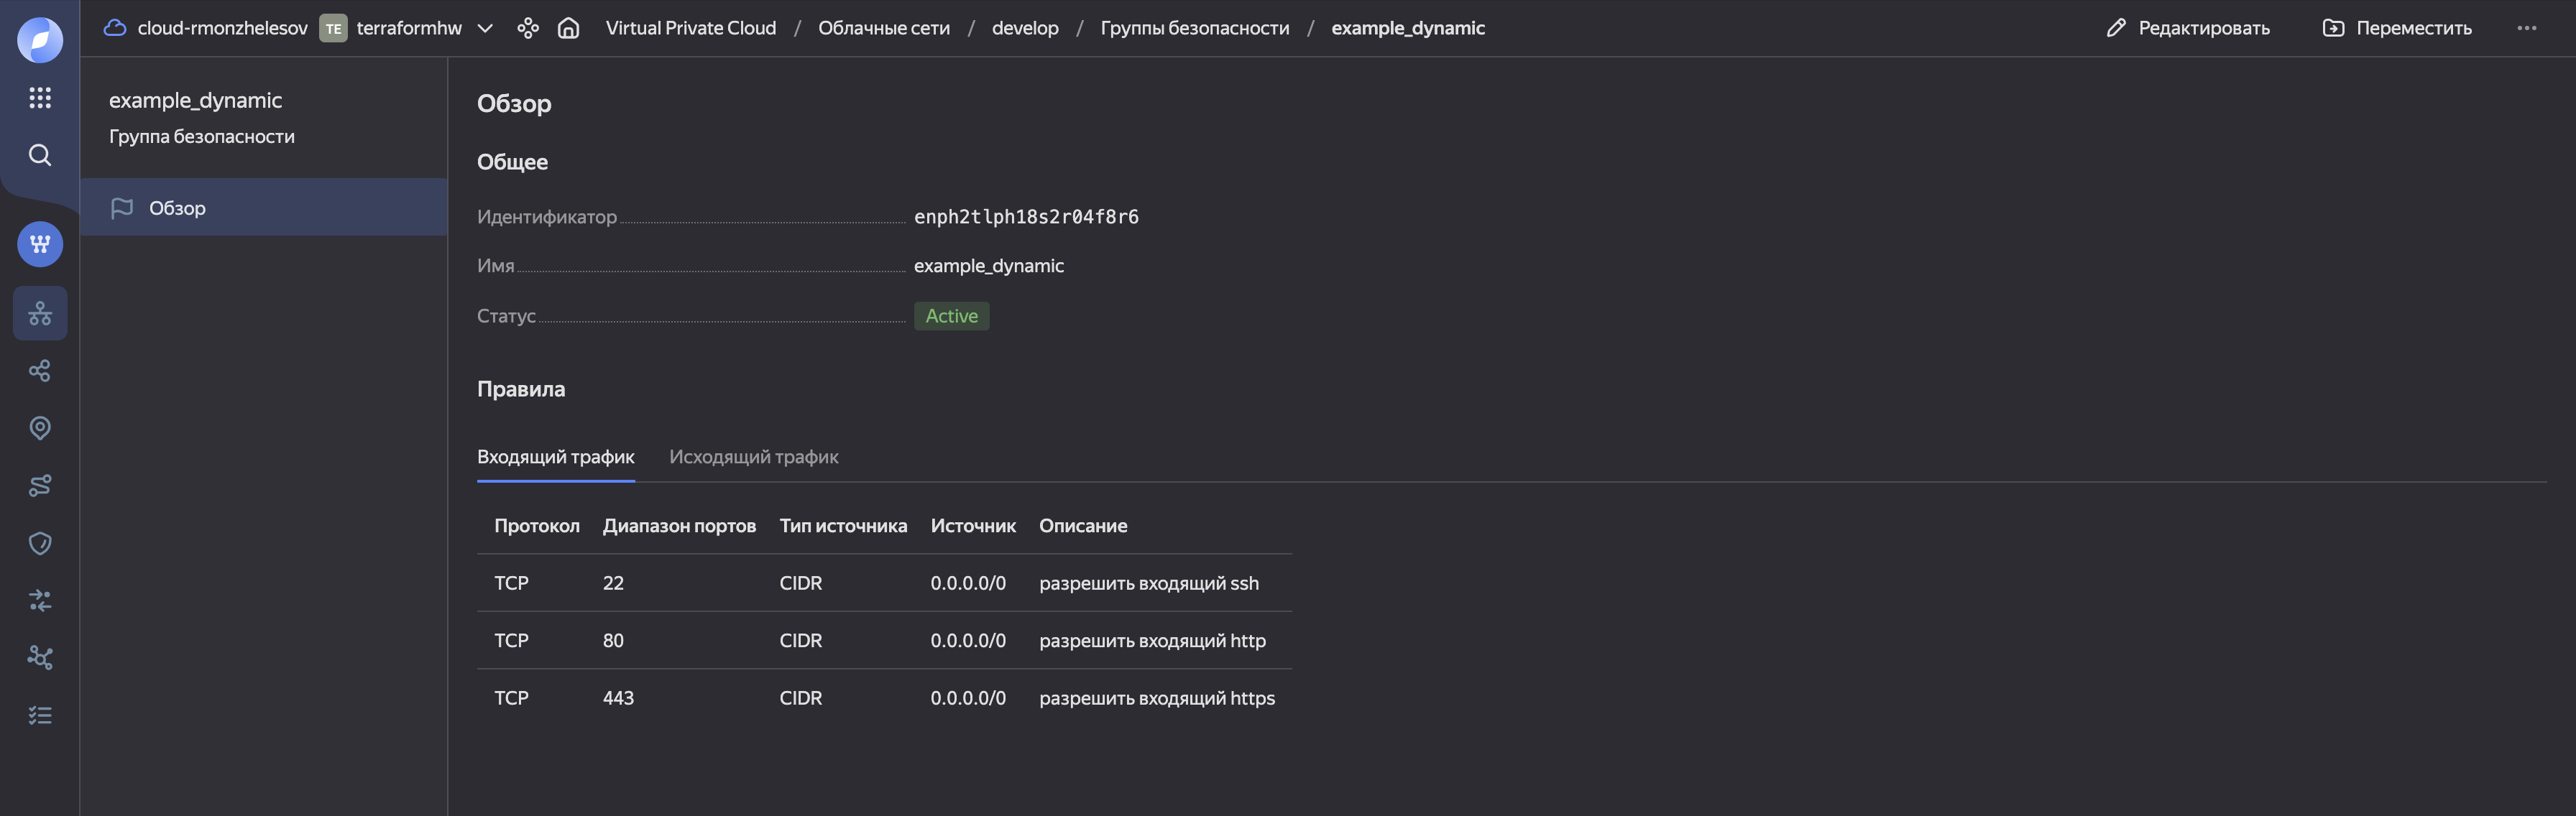 cloud-rmonzhelesov TE terraformhw Virtual Private Cloud / Облачные сети / develop / Группы безопасности / example_dynamic Редактировать Переместить
example_dynamic
Группа безопасности
Обзор
Обзор
Общее
Идентификатор enph2tlph18s2r04f8r6
Имя example_dynamic
Статус Active
Правила
Входящий трафик Исходящий трафик
Протокол Диапазон портов Тип источника Источник Описание
TCP 22 CIDR 0.0.0.0/0 разрешить входящий ssh
TCP 80 CIDR 0.0.0.0/0 разрешить входящий http
TCP 443 CIDR 0.0.0.0/0 разрешить входящий https